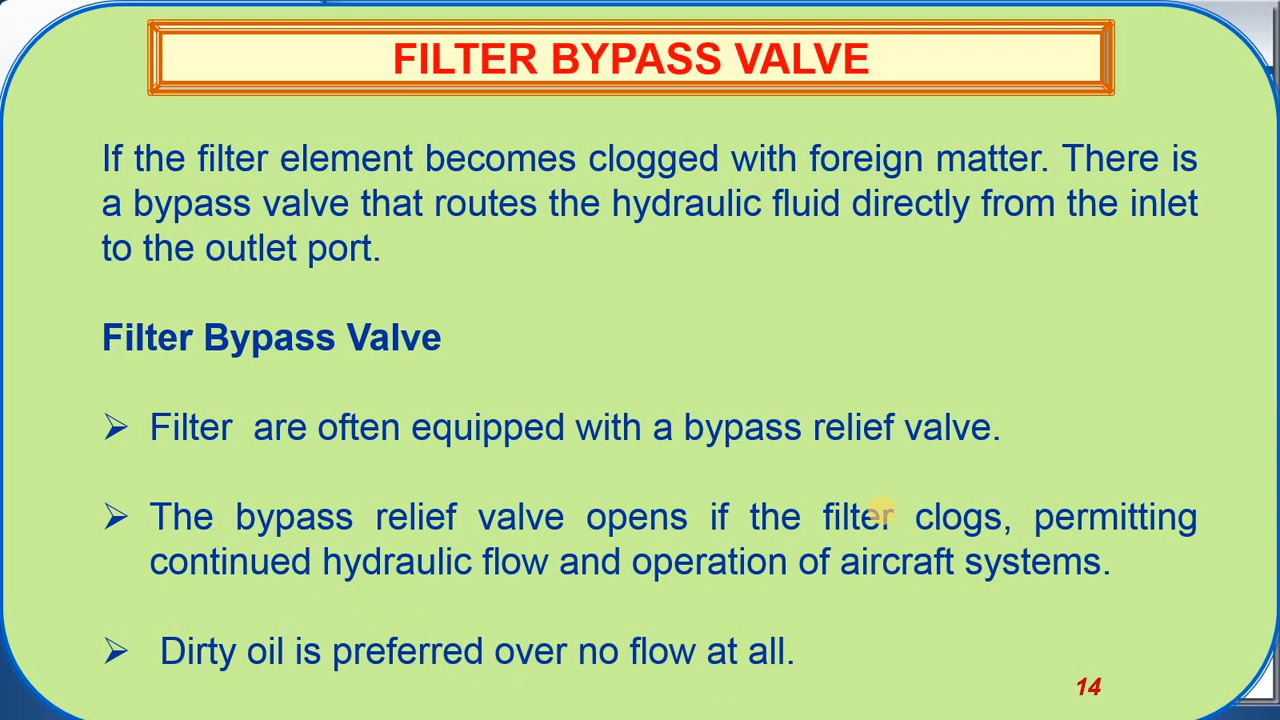 FILTER BYPASS VALVE
If the filter element becomes clogged with foreign matter. There is
a bypass valve that routes the hydraulic fluid directly from the inlet
to the outlet port.
Filter Bypass Valve
➢ Filter  are often equipped with a bypass relief valve.
➢ The bypass relief valve opens if the filter clogs, permitting
continued hydraulic flow and operation of aircraft systems.
➢ Dirty oil is preferred over no flow at all.
14